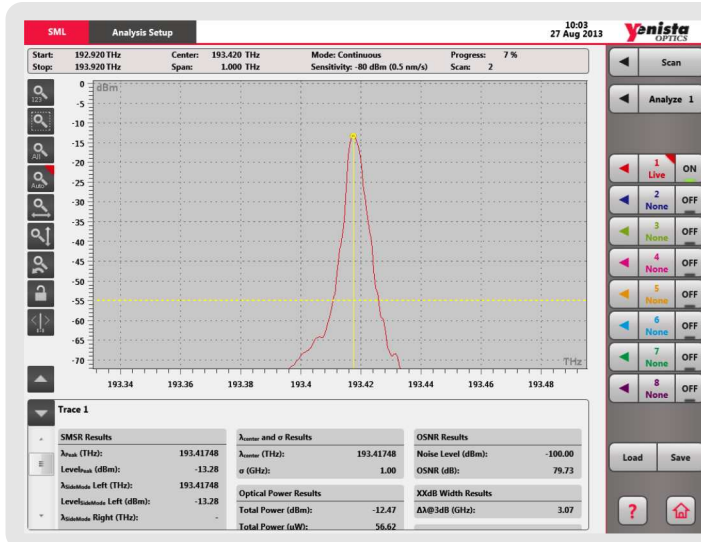 SML Analysis Setup 10:03
27 Aug 2013
Yenista
OPTICS
Start: 192.920 THz Center: 193.420 THz Mode: Continuous Progress: 7 %
Stop: 193.920 THz Span: 1.000 THz Sensitivity: -80 dBm (0.5 nm/s) Scan: 2
Scan
Analyze 1
123
All
Auto
0 dBm
-5
-10
-15
-20
-25
-30
-35
-40
-45
-50
-55
-60
-65
-70
THz
193.34 193.36 193.38 193.4 193.42 193.44 193.46 193.48
1 Live ON
2 None OFF
3 None OFF
4 None OFF
5 None OFF
6 None OFF
7 None OFF
8 None OFF
Load Save
?
Trace 1
SMSR Results
λPeak (THz): 193.41748
LevelPeak (dBm): -13.28
λSideMode Left (THz): 193.41748
LevelSideMode Left (dBm): -13.28
λSideMode Right (THz): -
λcenter and σ Results
λcenter (THz): 193.41748
σ (GHz): 1.00
Optical Power Results
Total Power (dBm): -12.47
Total Power (uW): 56.62
OSNR Results
Noise Level (dBm): -100.00
OSNR (dB): 79.73
XXdB Width Results
Δλ@3dB (GHz): 3.07